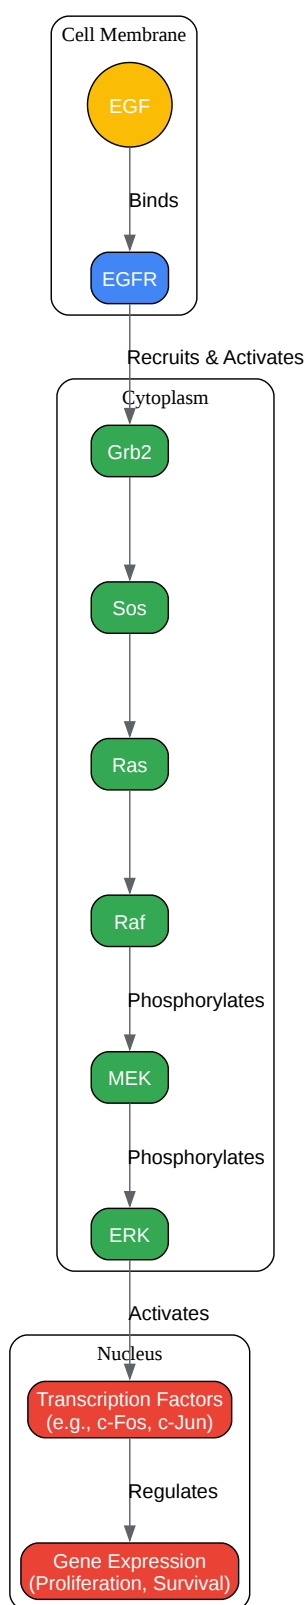 Cell Membrane
EGF
Binds
EGFR
Recruits & Activates
Cytoplasm
Grb2
Sos
Ras
Raf
Phosphorylates
MEK
Phosphorylates
ERK
Activates
Nucleus
Transcription Factors
(e.g., c-Fos, c-Jun)
Regulates
Gene Expression
(Proliferation, Survival)